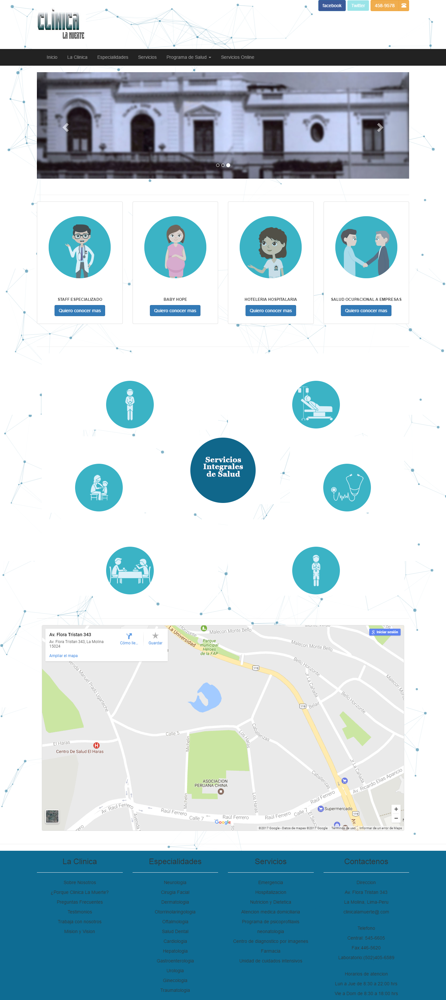 facebook
Twitter
458-9578
CLINICA
LA MUERTE
Inicio
La Clinica
Especialidades
Servicios
Programa de Salud
Servicios Online
STAFF ESPECIALIZADO
Quiero conocer mas
BABY HOPE
Quiero conocer mas
HOTELERIA HOSPITALARIA
Quiero conocer mas
SALUD OCUPACIONAL A EMPRESAS
Quiero conocer mas
Servicios
Integrales
de Salud
Av. Flora Tristan 343
Av. Flora Tristan 343, La Molina
15024
Ampliar el mapa
Cómo lle...
Guardar
Iniciar sesión
Horizonte
La Universidad
Malecon Monte Bello
Parque
municipal
Héroes
de la FAP
Malecon Monte Bello
119
Bello Horizonte
Jr. La Cañada
Bello Horizonte
Belair
119
Avenida Manuel Prado Ugarteche
Calle 5
Michelin
Los Haras
Caballerizas
El Haras
Centro De Salud El Haras
ASOCIACION
PERUANA CHINA
Michelin
Los Haras
Caballerizas
Jr. La Cañada
Av. Ricardo Elias Aparicio
Raúl Ferrero
Supermercado
119
Av. Raul Ferrero
Raúl Ferrero
Calle 7
Raúl Ferrero
Raúl Ferrero
Calle 7
Avenida
Google
©2017 Google - Datos de mapas ©2017 Google
Términos de uso
Informar de un error de Maps
La Clinica
Sobre Nosotros
¿Porque Clinica La Muerte?
Preguntas Frecuentes
Testimonios
Trabaja con nosotros
Mision y Vision
Especialidades
Neurologia
Cirugia Facial
Dermatologia
Otorrinolaringologia
Oftalmologia
Salud Dental
Cardiologia
Hepatologia
Gastroenterologia
Urologia
Ginecologia
Traumatologia
Servicios
Emergencia
Hospitalizacion
Nutricion y Dietetica
Atencion medica domiciliaria
Programa de psicoprofilaxis
neonatologia
Centro de diagnostico por imagenes
Farmacia
Unidad de cuidados intensivos
Contactenos
Direccion
Av. Flora Tristan 343
La Molina, Lima-Peru
clinicalamuerte@.com
Telefono
Central: 545-6605
Fax:446-5620
Laboratorio:(502)405-6589
Horarios de atencion
Lun a Jue de 8:30 a 22:00 hrs
Vie a Dom de 8:30 a 18:00 hrs